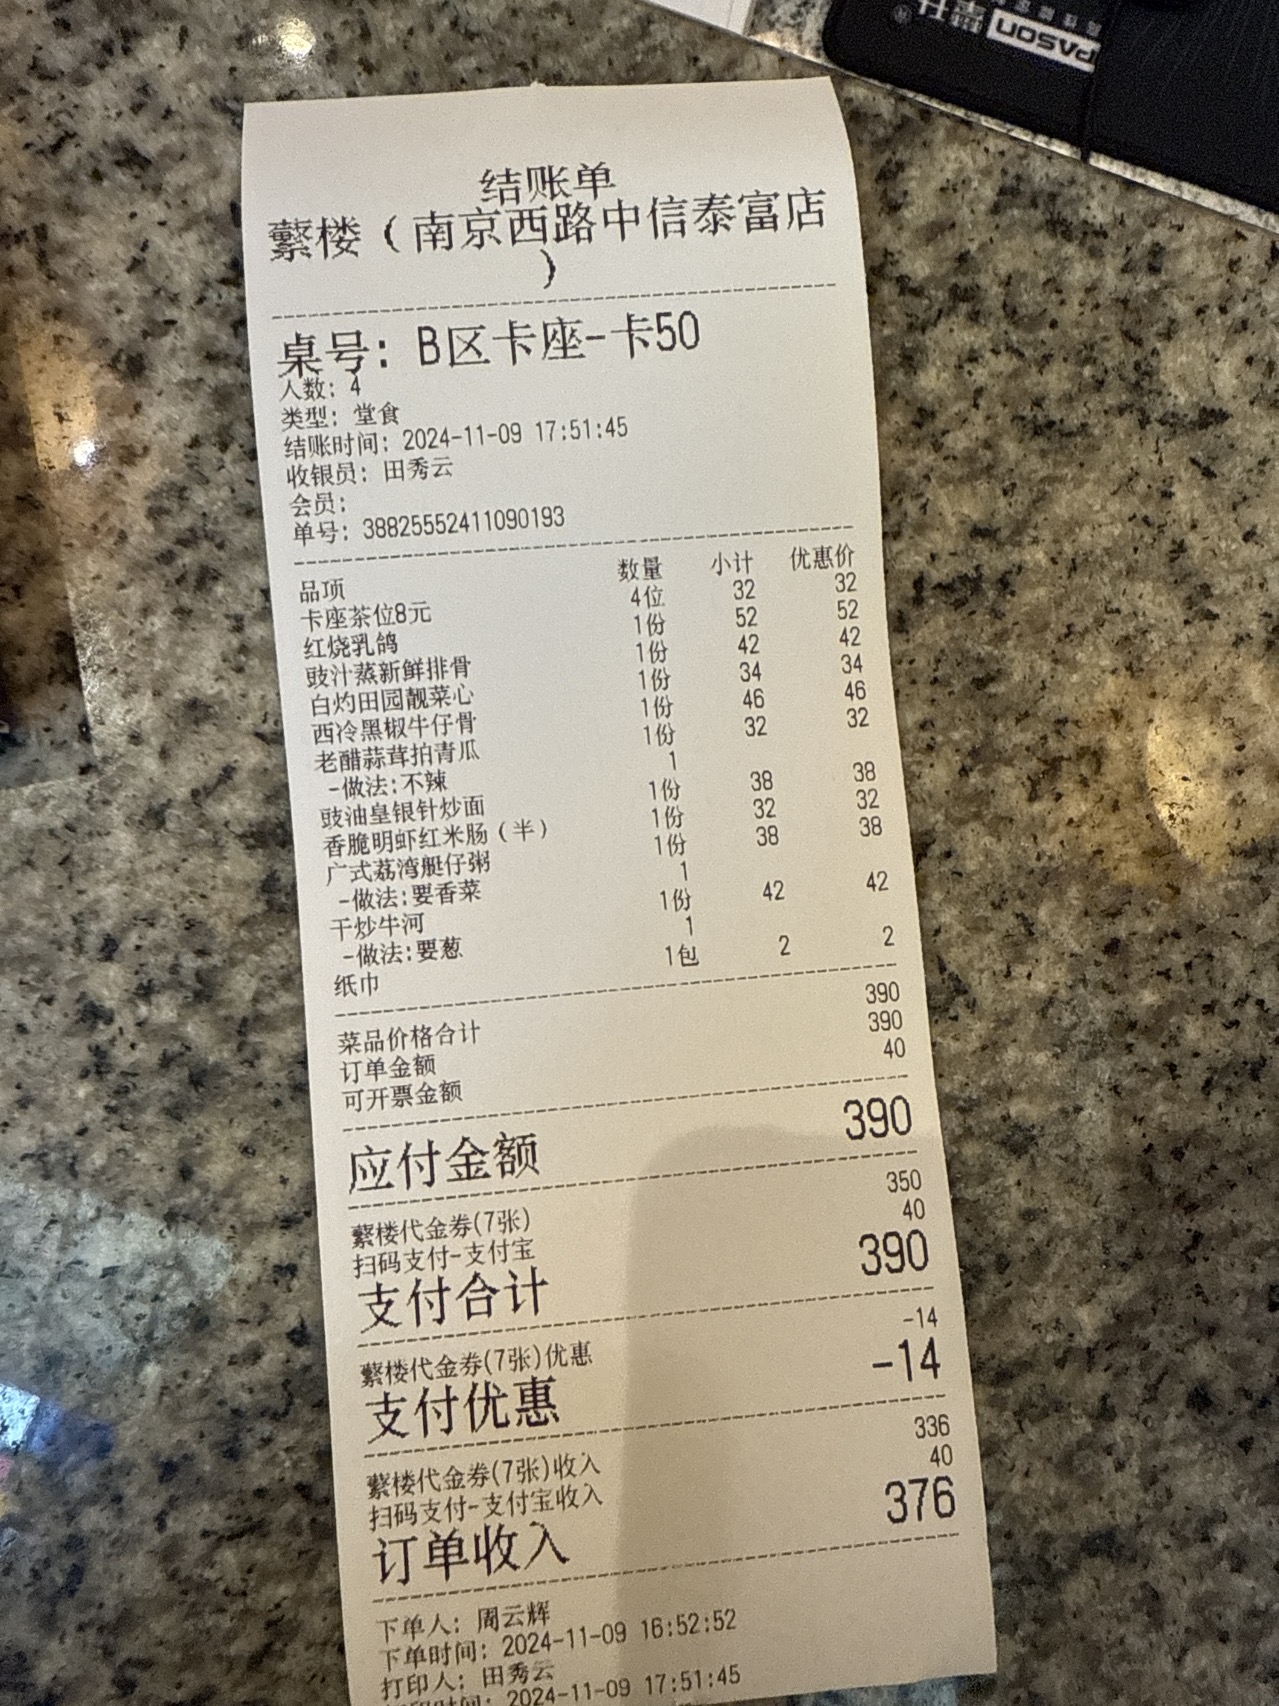 PASON
结账单
蘩楼（南京西路中信泰富店
）
桌号：B区卡座-卡50
人数：4
类型：堂食
结账时间：2024-11-09 17:51:45
收银员：田秀云
会员：
单号：38825552411090193
品项 数量 小计 优惠价
卡座茶位8元 4位 32 32
红烧乳鸽 1份 52 52
豉汁蒸新鲜排骨 1份 42 42
白灼田园靓菜心 1份 34 34
西冷黑椒牛仔骨 1份 46 46
老醋蒜茸拍青瓜 1份 32 32
-做法:不辣 1
豉油皇银针炒面 1份 38 38
香脆明虾红米肠（半） 1份 32 32
广式荔湾艇仔粥 1份 38 38
-做法:要香菜 1
干炒牛河 1份 42 42
-做法:要葱 1
纸巾 1包 2 2
菜品价格合计 390
订单金额 390
可开票金额 40
应付金额 390
蘩楼代金券(7张) 350
扫码支付-支付宝 40
支付合计 390
蘩楼代金券(7张)优惠 -14
支付优惠 -14
蘩楼代金券(7张)收入 336
扫码支付-支付宝收入 40
订单收入 376
下单人：周云辉
下单时间：2024-11-09 16:52:52
打印人：田秀云
时间：2024-11-09 17:51:45